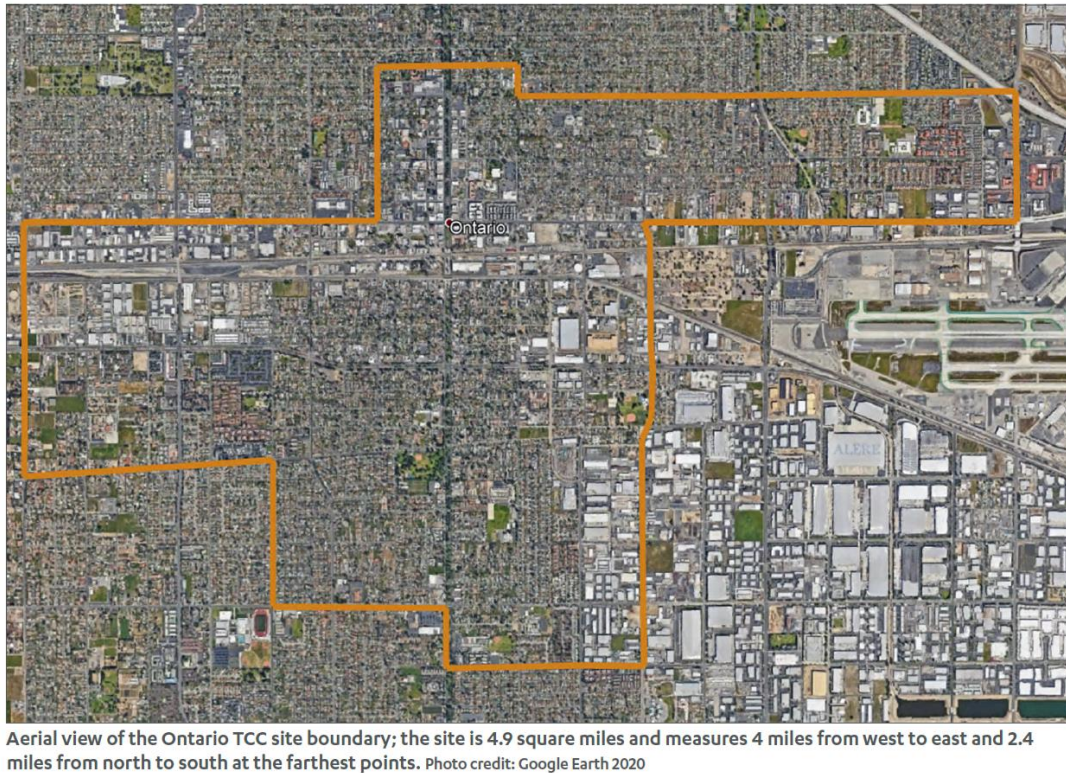 Ontario
ALERE
Aerial view of the Ontario TCC site boundary; the site is 4.9 square miles and measures 4 miles from west to east and 2.4
miles from north to south at the farthest points. Photo credit: Google Earth 2020